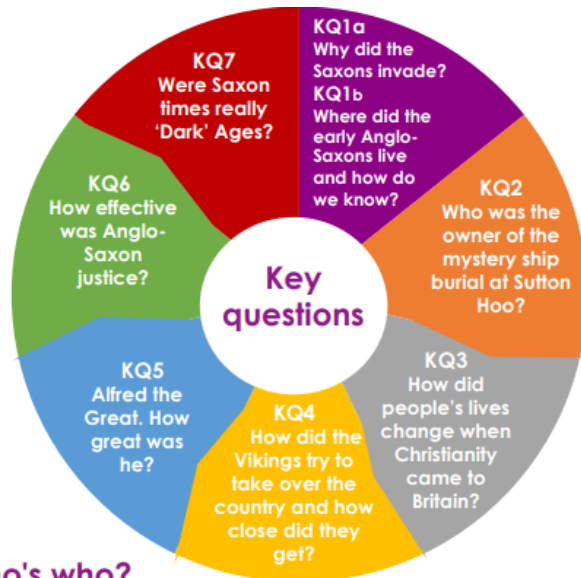 KQ1a
Why did the
Saxons invade?
KQ1b
Where did the
early Anglo-
Saxons live
and how do
we know?
KQ2
Who was the
owner of the
mystery ship
burial at Sutton
Hoo?
KQ3
How did
people's lives
change when
Christianity
came to
Britain?
KQ4
How did the
Vikings try to
take over the
country and how
close did they
get?
KQ5
Alfred the
Great. How
great was
he?
KQ6
How effective
was Anglo-
Saxon
justice?
KQ7
Were Saxon
times really
‘Dark’ Ages?
Key
questions
o's who?